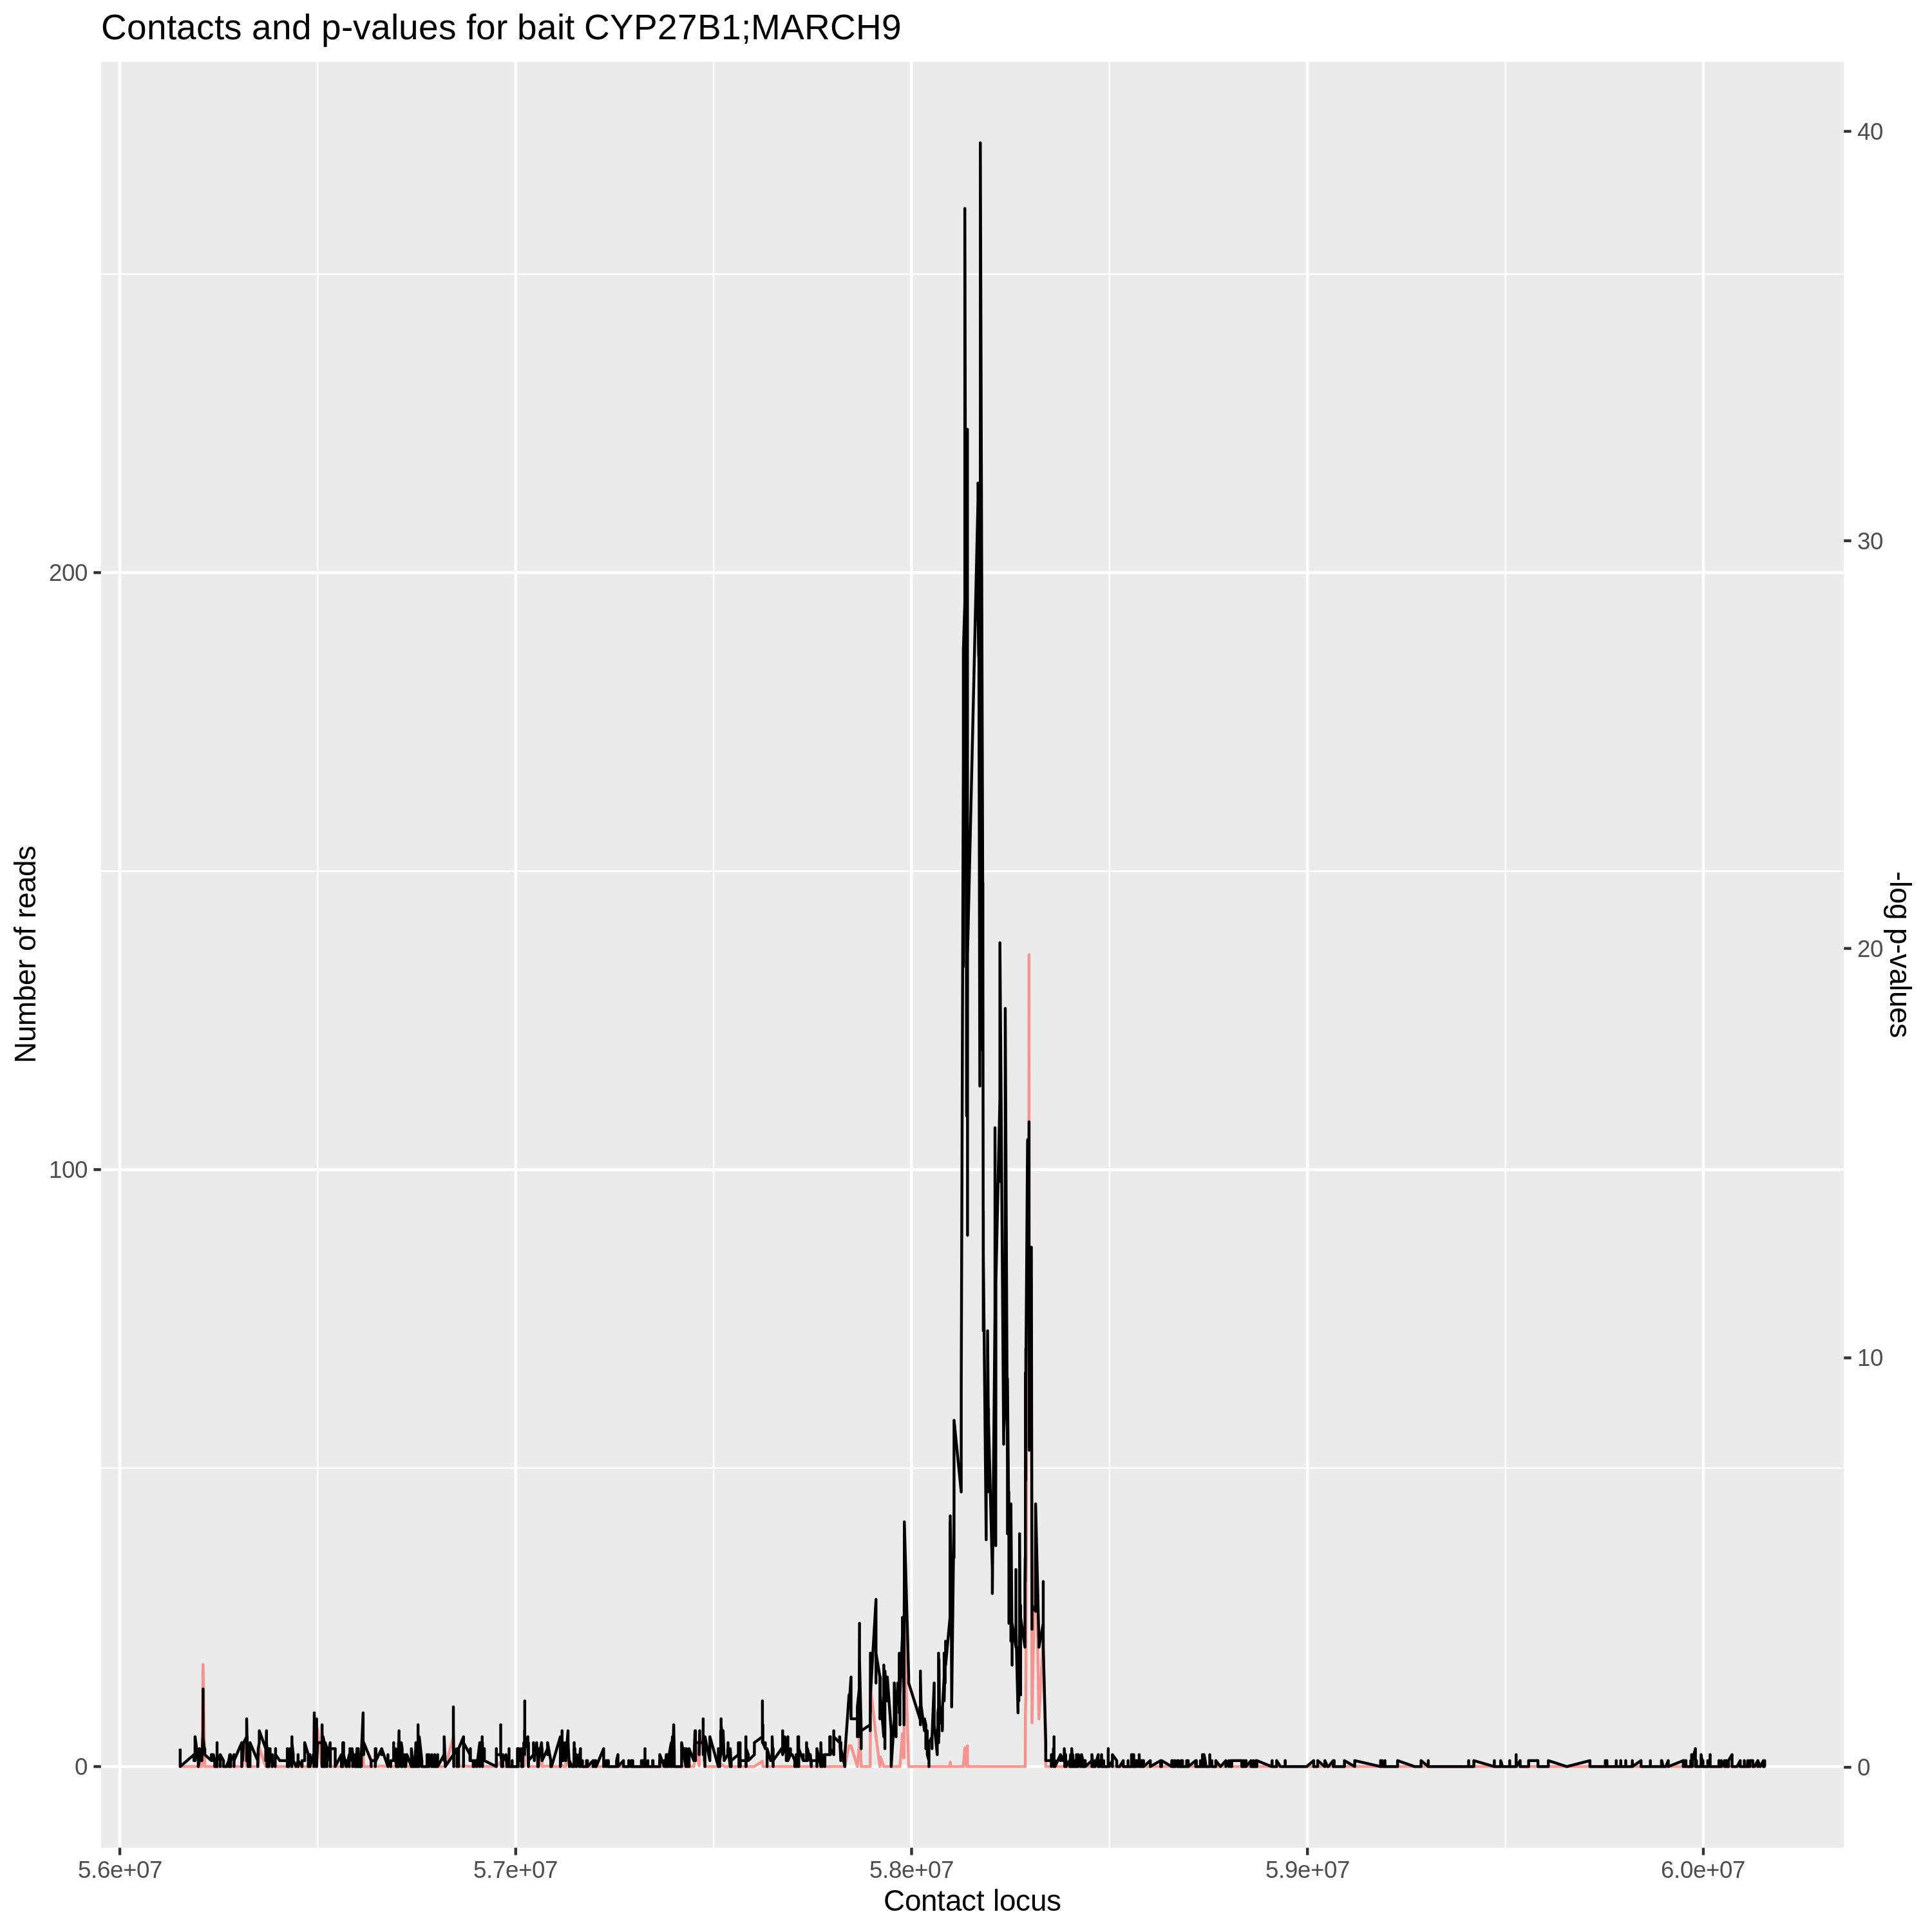 Contacts and p-values for bait CYP27B1;MARCH9
Number of reads
200
100
0
40
30
20
10
0
-log p-values
5.6e+07
5.7e+07
5.8e+07
5.9e+07
6.0e+07
Contact locus